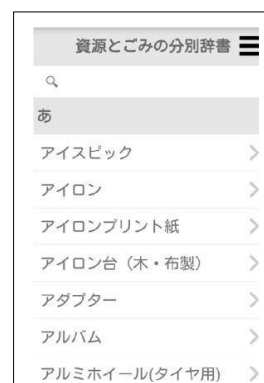 資源とごみの分別辞書
あ
アイスピック
アイロン
アイロンプリント紙
アイロン台（木・布製）
アダプター
アルバム
アルミホイール(タイヤ用)